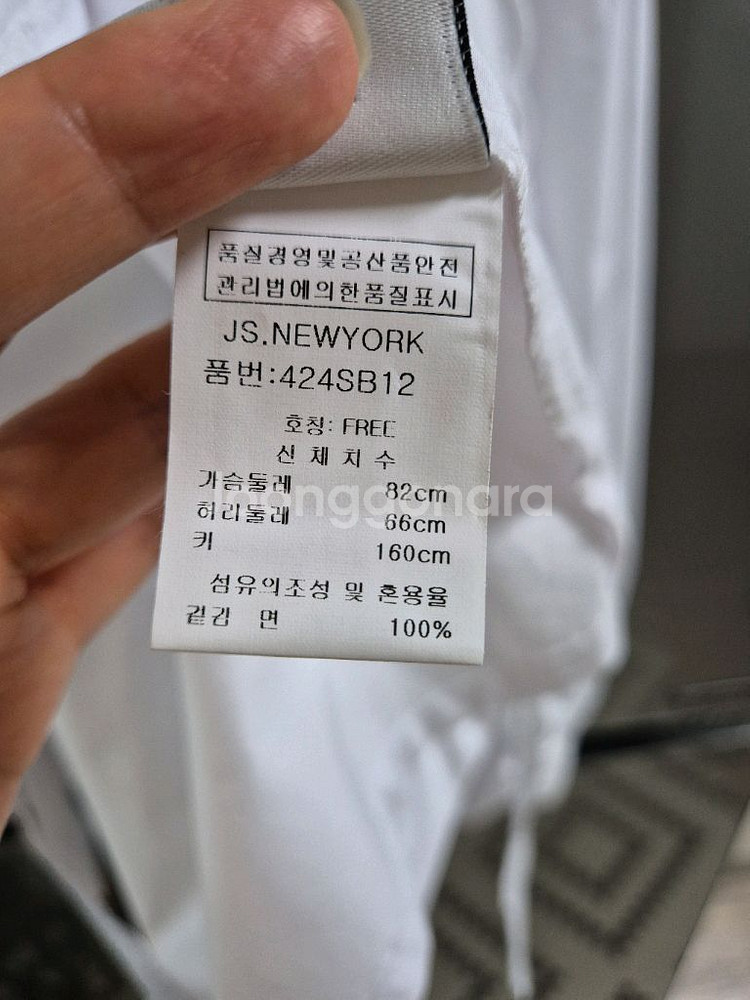 품질경영및공산품안전
관리법에의한품질표시
JS.NEWYORK
품번:424SB12
호칭: FREE
신체치수
가슴둘레 82cm
허리둘레 66cm
키 160cm
섬유의조성 및 혼용율
겉감 면 100%
joonggonara